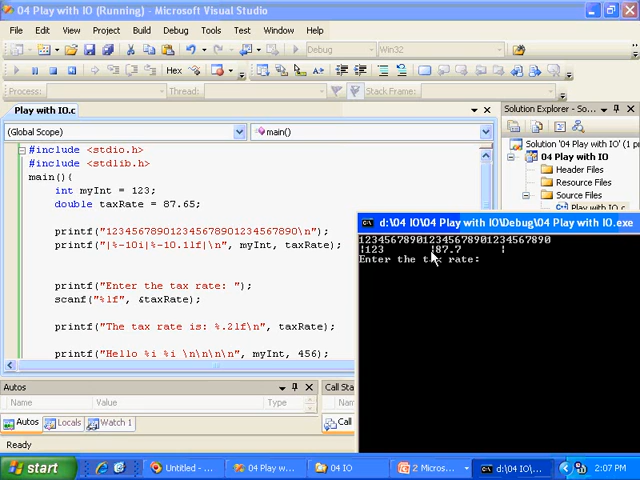 04 Play with IO (Running) - Microsoft Visual Studio
File Edit View Project Build Debug Tools Test Window Help
Debug Win32
Hex
Process: Thread: Stack Frame:
Play with IO.c
(Global Scope) main()
#include <stdio.h>
#include <stdlib.h>
main(){
int myInt = 123;
double taxRate = 87.65;
printf("123456789012345678901234567890\n");
printf("|%-10i|%-10.1lf|\n", myInt, taxRate);
printf("Enter the tax rate: ");
scanf("%lf", &taxRate);
printf("The tax rate is: %.2lf", taxRate);
printf("Hello %i %i \n\n\n\n", myInt, 456);
Solution Explorer - ...
Solution '04 Play with IO' (1 p
04 Play with IO
Header Files
Resource Files
Source Files
Play with IO.c
d:\04 IO\04 Play with IO\Debug\04 Play with IO.exe
123456789012345678901234567890
|123 |87.7 |
Enter the tax rate:
Autos
Name Value Type
Autos Locals Watch 1
Call Sta
Name
Call
Ready
start
Untitled - ...
04 Play w...
04 IO
2 Micros...
d:\04 IO\...
2:07 PM